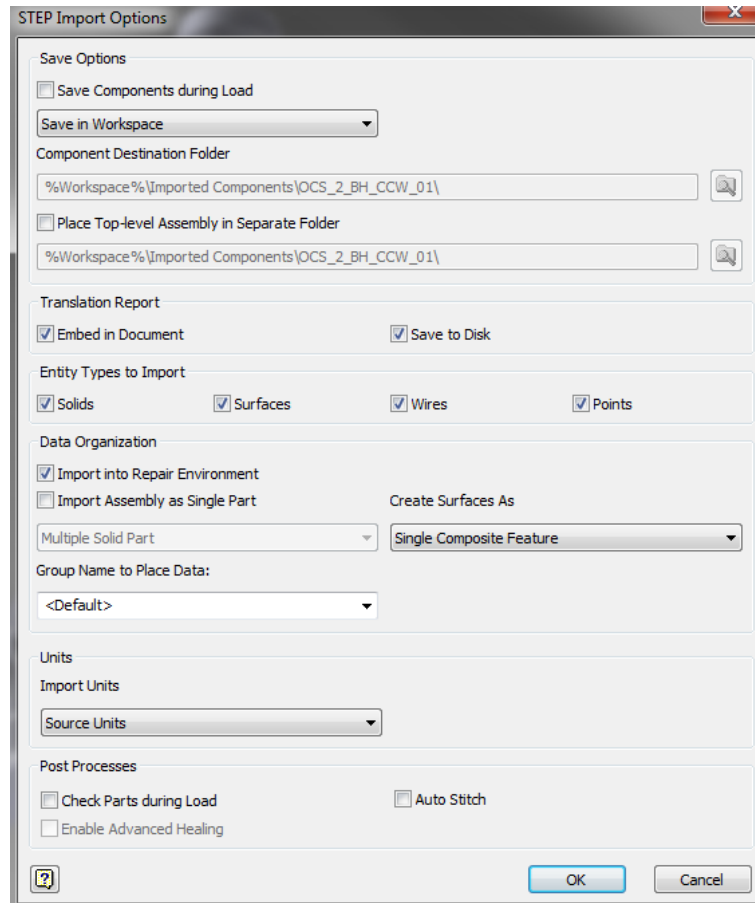 STEP Import Options
Save Options
Save Components during Load
Save in Workspace
Component Destination Folder
%Workspace%\Imported Components\OCS_2_BH_CCW_01\
Place Top-level Assembly in Separate Folder
%Workspace%\Imported Components\OCS_2_BH_CCW_01\
Translation Report
Embed in Document Save to Disk
Entity Types to Import
Solids Surfaces Wires Points
Data Organization
Import into Repair Environment
Import Assembly as Single Part Create Surfaces As
Multiple Solid Part Single Composite Feature
Group Name to Place Data:
<Default>
Units
Import Units
Source Units
Post Processes
Check Parts during Load Auto Stitch
Enable Advanced Healing
OK Cancel